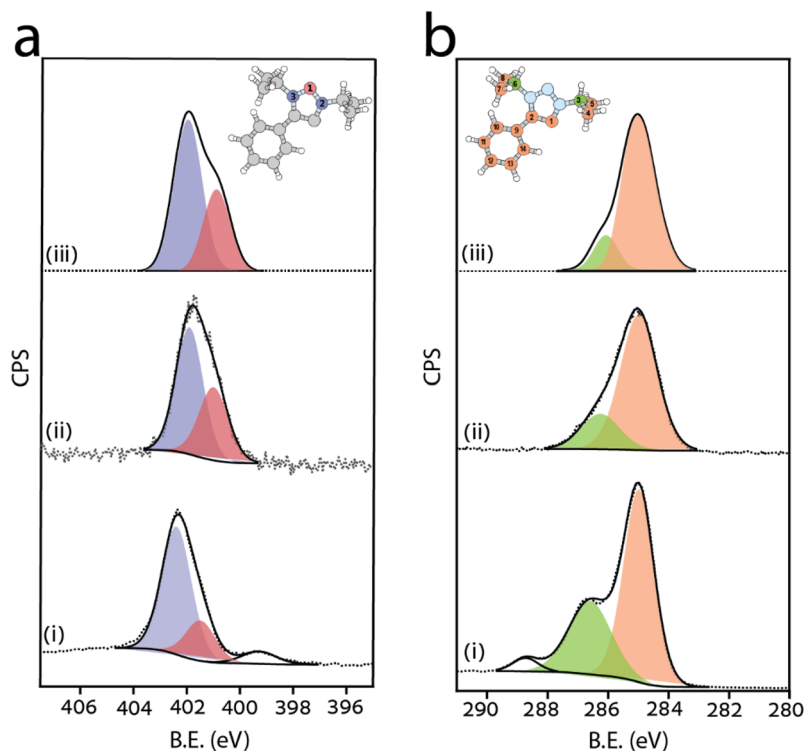 a
b
1
3
2
8
7
6
3
5
4
2
1
9
10
14
11
12
13
(iii)
(iii)
CPS
(ii)
CPS
(ii)
(i)
(i)
406 404 402 400 398 396
290 288 286 284 282 280
B.E. (eV)
B.E. (eV)